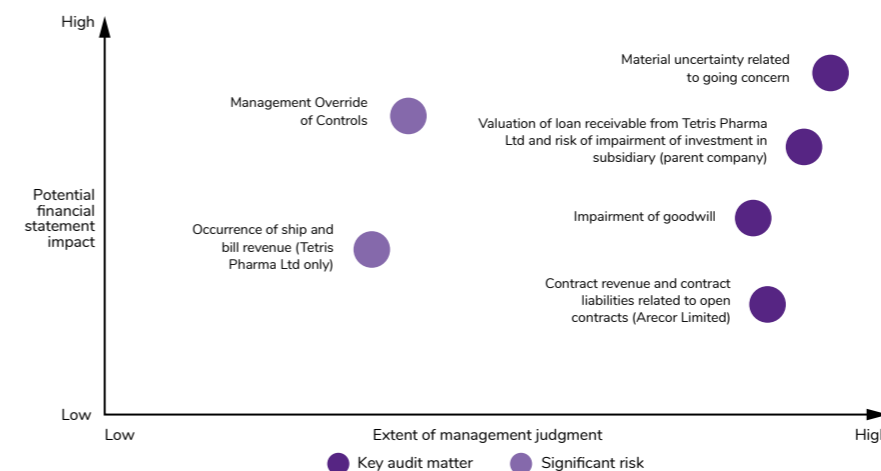 High
Material uncertainty related
to going concern
Management Override
of Controls
Valuation of loan receivable from Tetris Pharma
Ltd and risk of impairment of investment in
subsidiary (parent company)
Potential
financial
statement
impact
Impairment of goodwill
Occurrence of ship and
bill revenue (Tetris
Pharma Ltd only)
Contract revenue and contract
liabilities related to open
contracts (Arecor Limited)
Low
Low
Extent of management judgment
High
Key audit matter
Significant risk